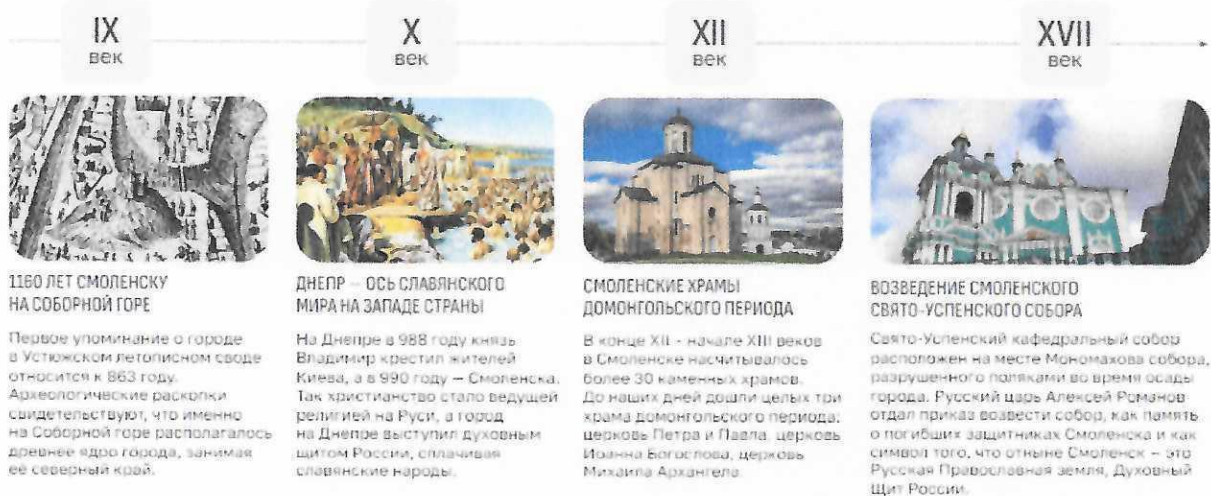 IX
век
X
век
XII
век
XVII
век
1160 ЛЕТ СМОЛЕНСКУ
НА СОБОРНОЙ ГОРЕ
Первое упоминание о городе
в Устюжском летописном своде
относится к 863 году.
Археологические раскопки
свидетельствуют, что именно
на Соборной горе располагалось
древнее ядро города, занимая
её северный край.
ДНЕПР – ОСЬ СЛАВЯНСКОГО
МИРА НА ЗАПАДЕ СТРАНЫ
На Днепре в 988 году князь
Владимир крестил жителей
Киева, а в 990 году – Смоленска.
Так христианство стало ведущей
религией на Руси, а город
на Днепре выступил духовным
щитом России, сплачивая
славянские народы.
СМОЛЕНСКИЕ ХРАМЫ
ДОМОНГОЛЬСКОГО ПЕРИОДА
В конце XII - начале XIII веков
в Смоленске насчитывалось
более 30 каменных храмов.
До наших дней дошли целых три
храма домонгольского периода:
церковь Петра и Павла, церковь
Иоанна Богослова, церковь
Михаила Архангела.
ВОЗВЕДЕНИЕ СМОЛЕНСКОГО
СВЯТО-УСПЕНСКОГО СОБОРА
Свято-Успенский кафедральный собор
расположен на месте Мономахова собора,
разрушенного поляками во время осады
города. Русский царь Алексей Романов
отдал приказ возвести собор, как память
о погибших защитниках Смоленска и как
символ того, что отныне Смоленск – это
Русская Православная земля, Духовный
Щит России.